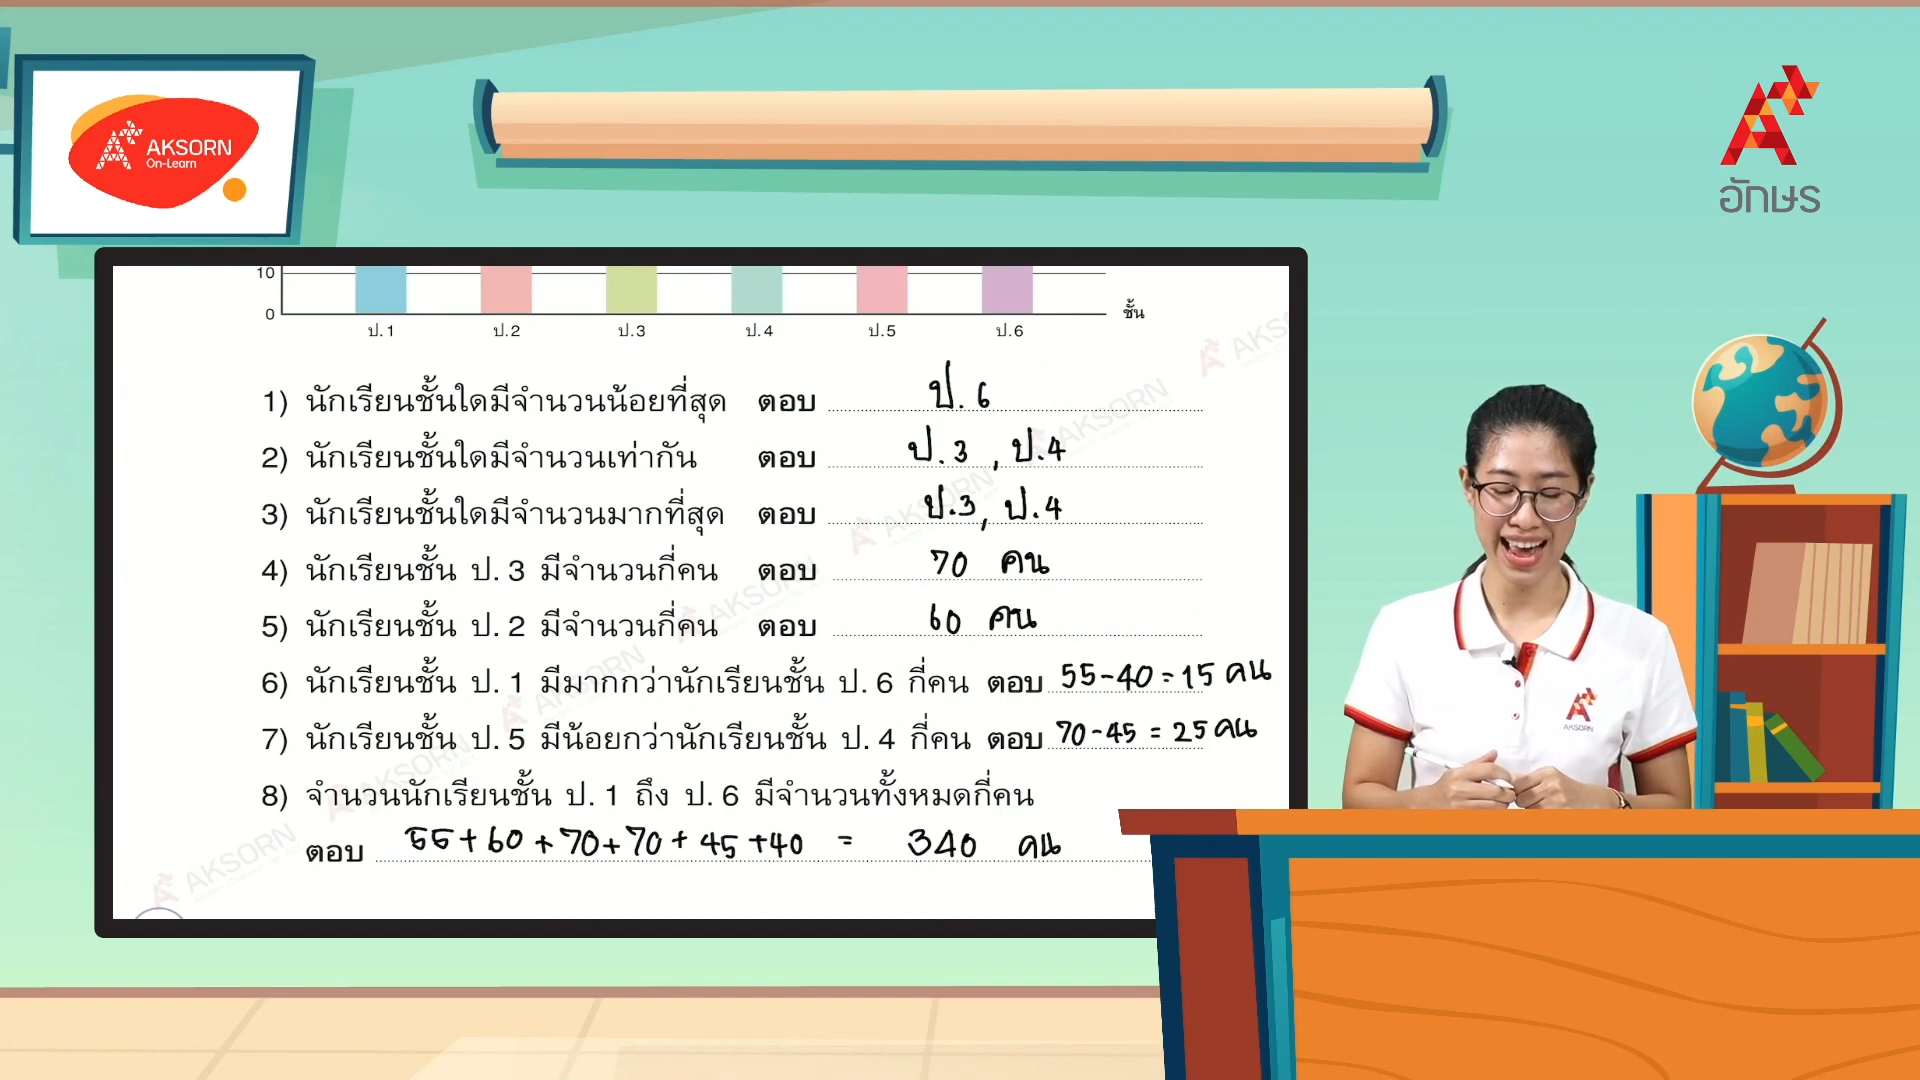 AKSORN
On-Learn
อักษร
10
0
ชั้น
ป.1 ป.2 ป.3 ป.4 ป.5 ป.6
1) นักเรียนชั้นใดมีจำนวนน้อยที่สุด ตอบ ป.6
2) นักเรียนชั้นใดมีจำนวนเท่ากัน ตอบ ป.3 , ป.4
3) นักเรียนชั้นใดมีจำนวนมากที่สุด ตอบ ป.3, ป.4
4) นักเรียนชั้น ป.3 มีจำนวนกี่คน ตอบ 70 คน
5) นักเรียนชั้น ป.2 มีจำนวนกี่คน ตอบ 60 คน
6) นักเรียนชั้น ป.1 มีมากกว่านักเรียนชั้น ป.6 กี่คน ตอบ 55-40 = 15 คน
7) นักเรียนชั้น ป.5 มีน้อยกว่านักเรียนชั้น ป.4 กี่คน ตอบ 70-45 = 25 คน
8) จำนวนนักเรียนชั้น ป.1 ถึง ป.6 มีจำนวนทั้งหมดกี่คน
ตอบ 55+60+70+70+45+40 = 340 คน
AKSORN